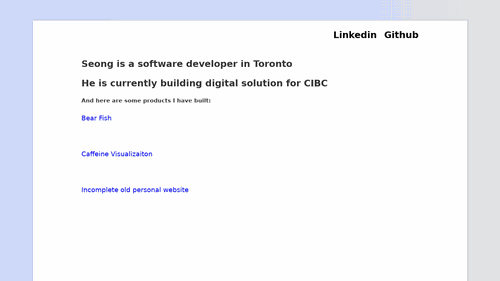 Linkedin Github
Seong is a software developer in Toronto
He is currently building digital solution for CIBC
And here are some products I have built:
Bear Fish
Caffeine Visualizaiton
Incomplete old personal website